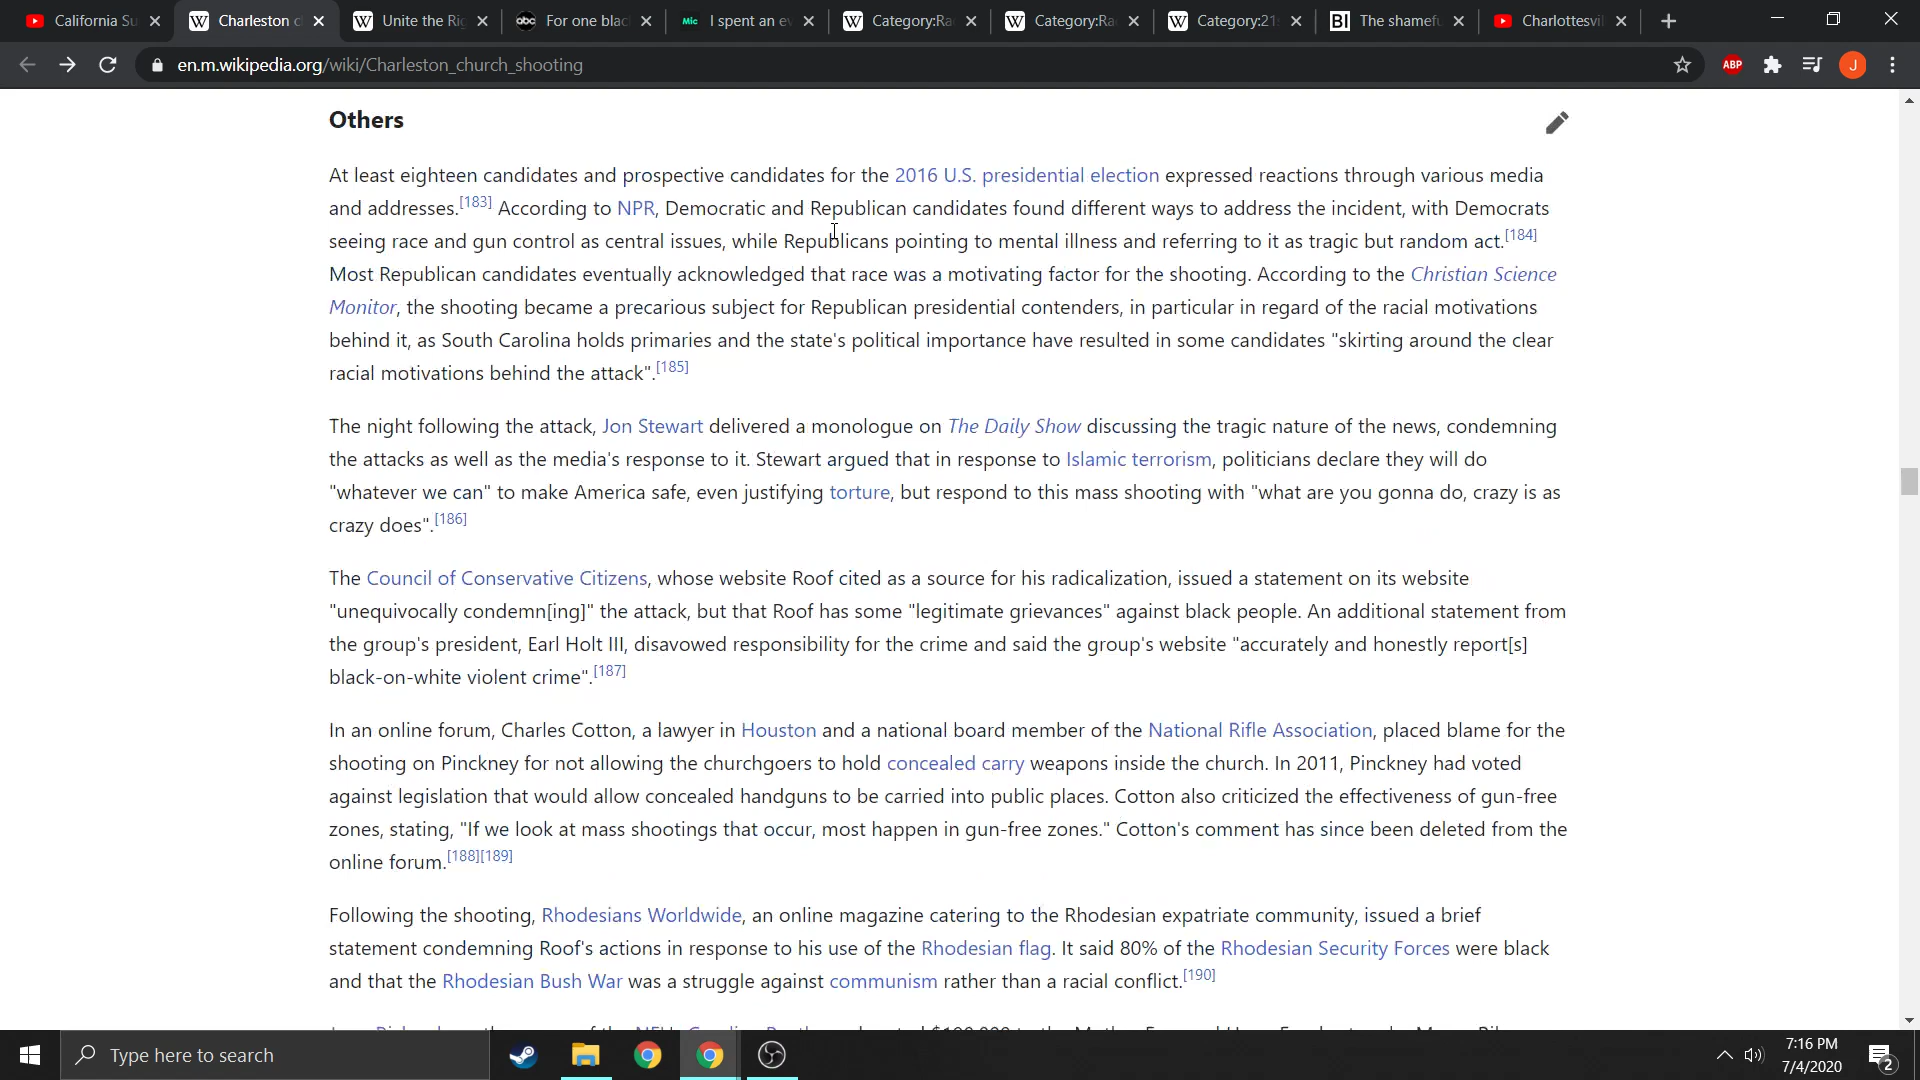 California Su
Charleston c
Unite the Rig
For one blac
Mic I spent an ev
Category:Ra
Category:Ra
Category:21s
BI The shamefu
Charlottesvil
en.m.wikipedia.org/wiki/Charleston_church_shooting
ABP
J
Others
At least eighteen candidates and prospective candidates for the 2016 U.S. presidential election expressed reactions through various media
and addresses.[183] According to NPR, Democratic and Republican candidates found different ways to address the incident, with Democrats
seeing race and gun control as central issues, while Republicans pointing to mental illness and referring to it as tragic but random act.[184]
Most Republican candidates eventually acknowledged that race was a motivating factor for the shooting. According to the Christian Science
Monitor, the shooting became a precarious subject for Republican presidential contenders, in particular in regard of the racial motivations
behind it, as South Carolina holds primaries and the state's political importance have resulted in some candidates "skirting around the clear
racial motivations behind the attack".[185]
The night following the attack, Jon Stewart delivered a monologue on The Daily Show discussing the tragic nature of the news, condemning
the attacks as well as the media's response to it. Stewart argued that in response to Islamic terrorism, politicians declare they will do
"whatever we can" to make America safe, even justifying torture, but respond to this mass shooting with "what are you gonna do, crazy is as
crazy does".[186]
The Council of Conservative Citizens, whose website Roof cited as a source for his radicalization, issued a statement on its website
"unequivocally condemn[ing]" the attack, but that Roof has some "legitimate grievances" against black people. An additional statement from
the group's president, Earl Holt III, disavowed responsibility for the crime and said the group's website "accurately and honestly report[s]
black-on-white violent crime".[187]
In an online forum, Charles Cotton, a lawyer in Houston and a national board member of the National Rifle Association, placed blame for the
shooting on Pinckney for not allowing the churchgoers to hold concealed carry weapons inside the church. In 2011, Pinckney had voted
against legislation that would allow concealed handguns to be carried into public places. Cotton also criticized the effectiveness of gun-free
zones, stating, "If we look at mass shootings that occur, most happen in gun-free zones." Cotton's comment has since been deleted from the
online forum.[188][189]
Following the shooting, Rhodesians Worldwide, an online magazine catering to the Rhodesian expatriate community, issued a brief
statement condemning Roof's actions in response to his use of the Rhodesian flag. It said 80% of the Rhodesian Security Forces were black
and that the Rhodesian Bush War was a struggle against communism rather than a racial conflict.[190]
Type here to search
7:16 PM
7/4/2020
2